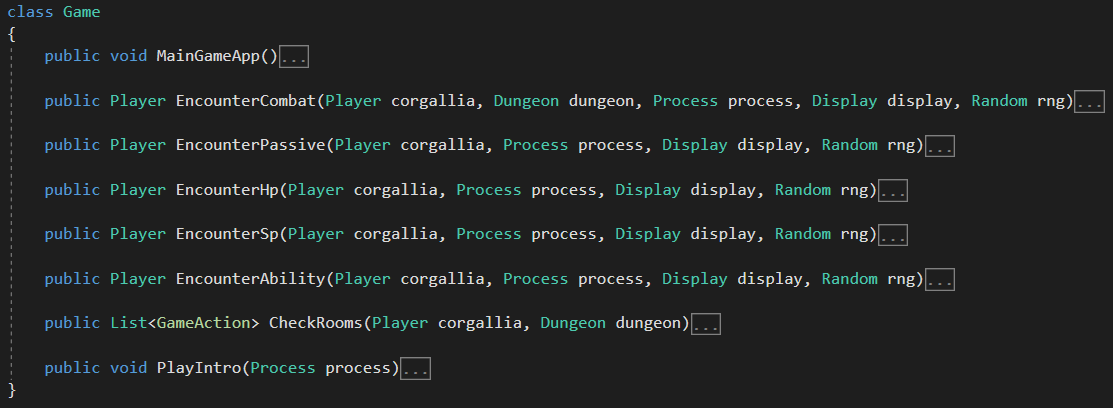 class Game
{
public void MainGameApp()...
public Player EncounterCombat(Player corgallia, Dungeon dungeon, Process process, Display display, Random rng)...
public Player EncounterPassive(Player corgallia, Process process, Display display, Random rng)...
public Player EncounterHp(Player corgallia, Process process, Display display, Random rng)...
public Player EncounterSp(Player corgallia, Process process, Display display, Random rng)...
public Player EncounterAbility(Player corgallia, Process process, Display display, Random rng)...
public List<GameAction> CheckRooms(Player corgallia, Dungeon dungeon)...
public void PlayIntro(Process process)...
}